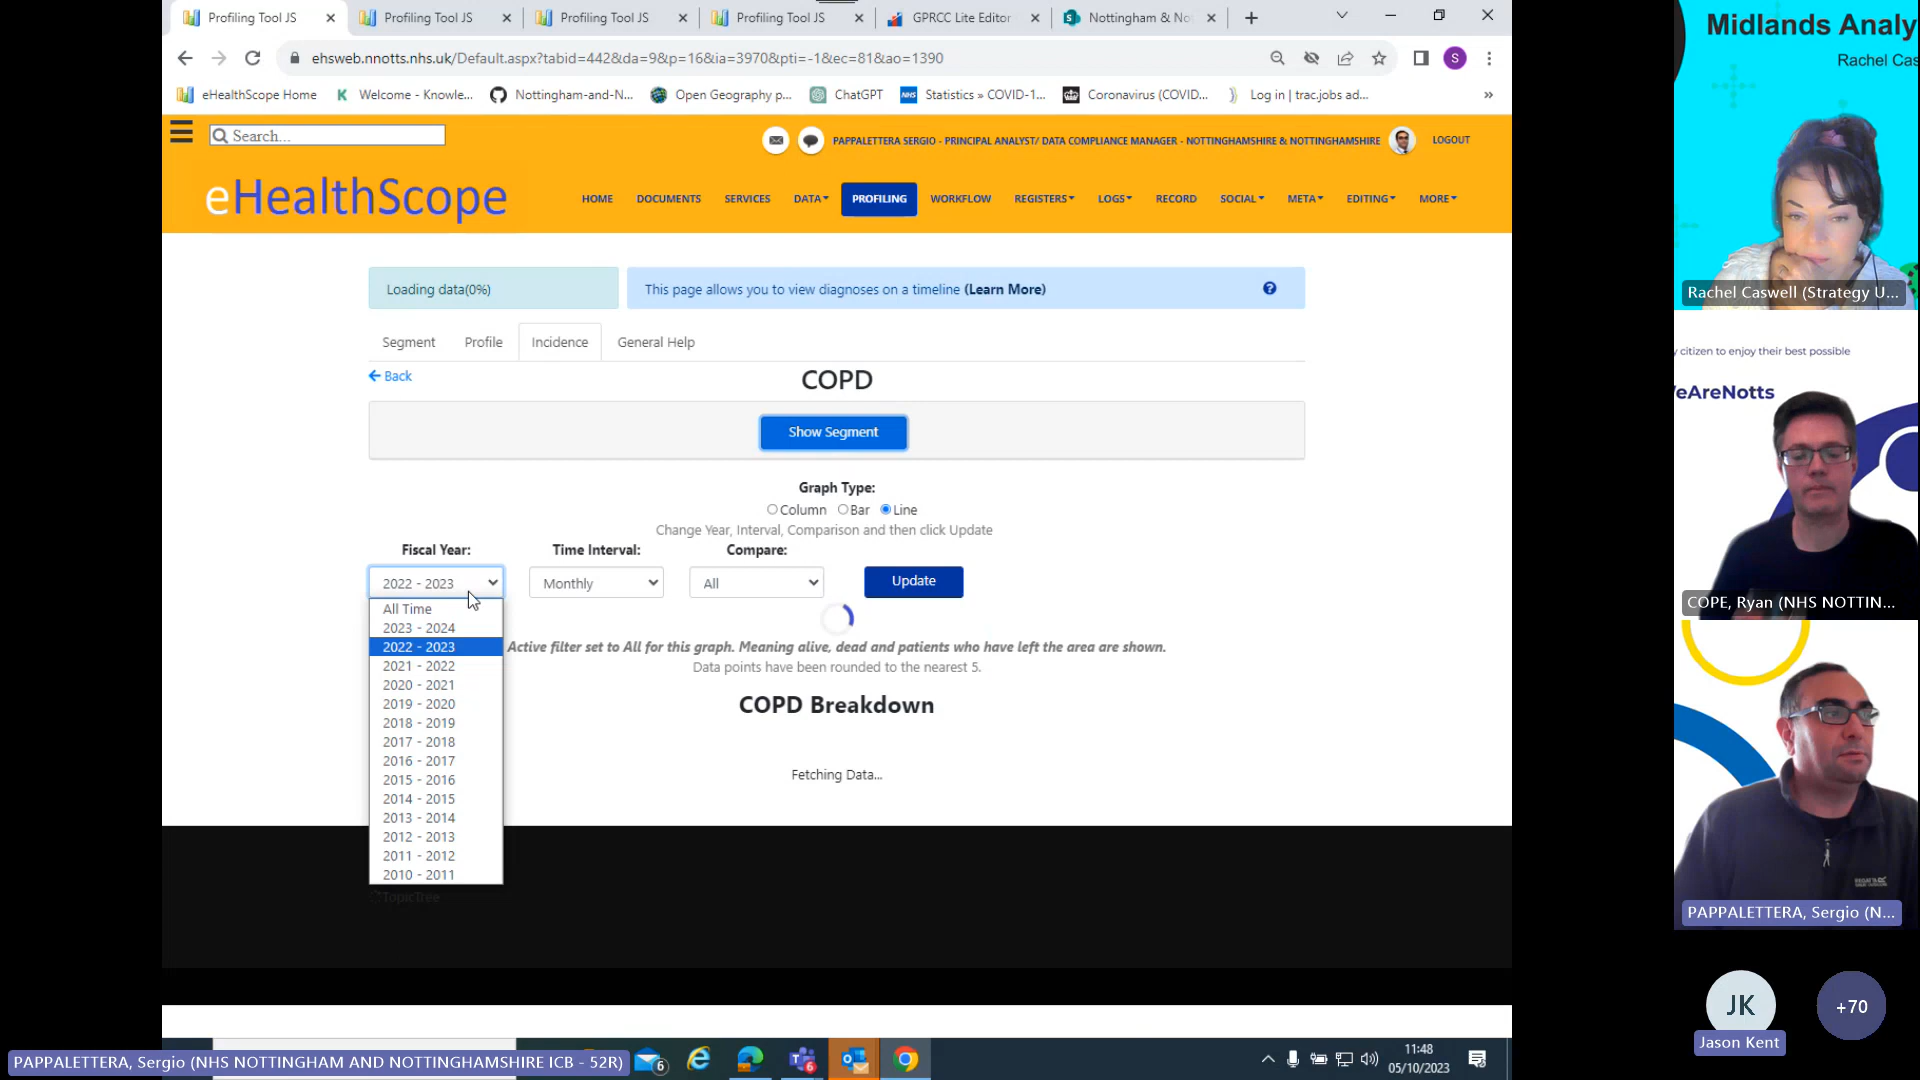 Profiling Tool JS
Profiling Tool JS
Profiling Tool JS
Profiling Tool JS
GPRCC Lite Editor
Nottingham & No
ehsweb.nnotts.nhs.uk/Default.aspx?tabid=442&da=9&p=16&ia=3970&pti=-1&ec=81&ao=1390
S
eHealthScope Home
Welcome - Knowle...
Nottingham-and-N...
Open Geography p...
ChatGPT
Statistics » COVID-1...
Coronavirus (COVID...
Log in | trac.jobs ad...
Search...
PAPPALETTERA SERGIO - PRINCIPAL ANALYST/ DATA COMPLIANCE MANAGER - NOTTINGHAMSHIRE & NOTTINGHAMSHIRE
LOGOUT
eHealthScope
HOME
DOCUMENTS
SERVICES
DATA
PROFILING
WORKFLOW
REGISTERS
LOGS
RECORD
SOCIAL
META
EDITING
MORE
Loading data(0%)
This page allows you to view diagnoses on a timeline (Learn More)
Segment
Profile
Incidence
General Help
Back
COPD
Show Segment
Graph Type:
Column
Bar
Line
Change Year, Interval, Comparison and then click Update
Fiscal Year:
Time Interval:
Compare:
2022 - 2023
Monthly
All
Update
All Time
2023 - 2024
2022 - 2023
2021 - 2022
2020 - 2021
2019 - 2020
2018 - 2019
2017 - 2018
2016 - 2017
2015 - 2016
2014 - 2015
2013 - 2014
2012 - 2013
2011 - 2012
2010 - 2011
Active filter set to All for this graph. Meaning alive, dead and patients who have left the area are shown.
Data points have been rounded to the nearest 5.
COPD Breakdown
Fetching Data...
TopicTree
PAPPALETTERA, Sergio (NHS NOTTINGHAM AND NOTTINGHAMSHIRE ICB - 52R)
6
6
11:48
05/10/2023
Midlands Analy
Rachel Cas
Rachel Caswell (Strategy U...
y citizen to enjoy their best possible
eAreNotts
COPE, Ryan (NHS NOTTIN...
REGATTA
PAPPALETTERA, Sergio (N...
JK
Jason Kent
+70